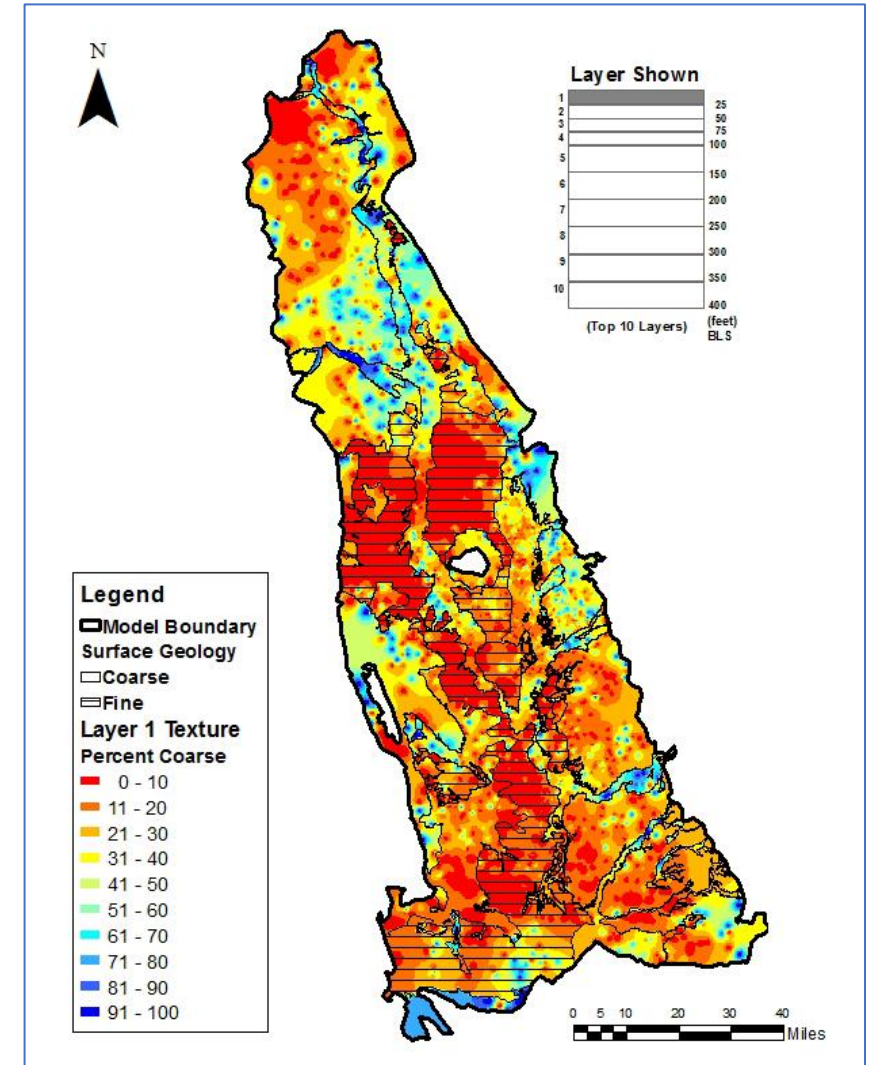 N
Layer Shown
1
2
3
4
5
6
7
8
9
10
25
50
75
100
150
200
250
300
350
400
(feet)
BLS
(Top 10 Layers)
Legend
Model Boundary
Surface Geology
Coarse
Fine
Layer 1 Texture
Percent Coarse
0 - 10
11 - 20
21 - 30
31 - 40
41 - 50
51 - 60
61 - 70
71 - 80
81 - 90
91 - 100
0 5 10 20 30 40
Miles